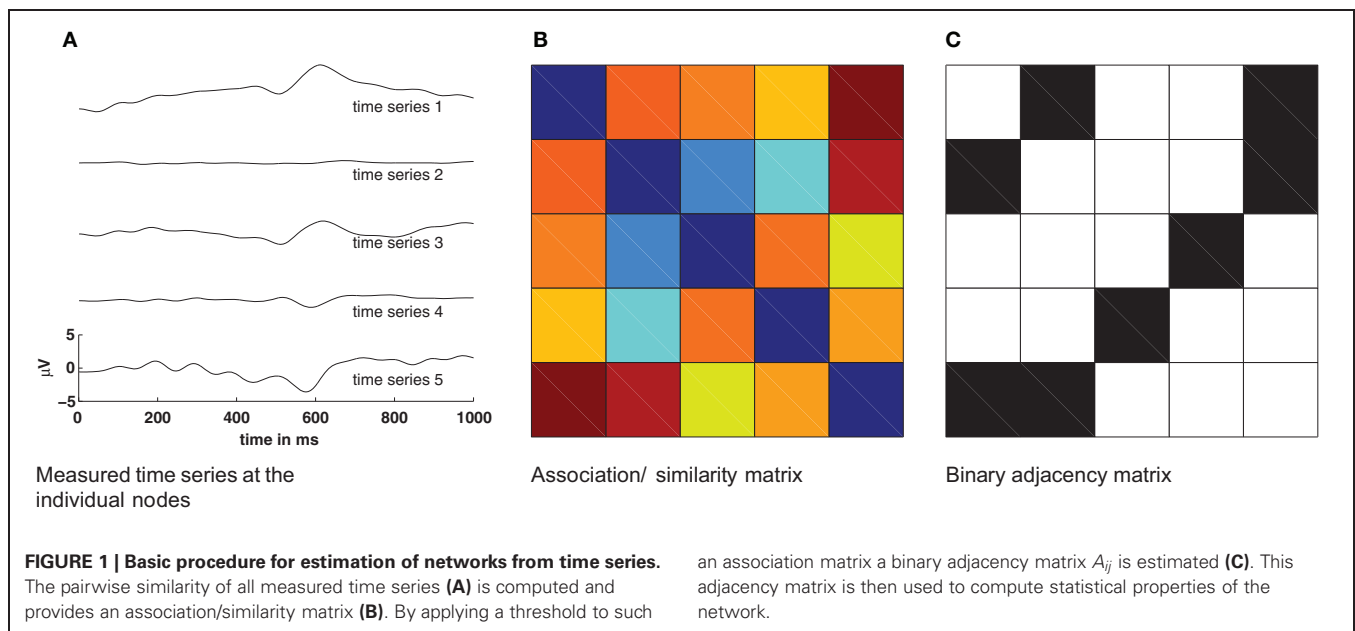 A
B
C
time series 1
time series 2
time series 3
time series 4
time series 5
5
0
−5
µV
0
200
400
600
800
1000
time in ms
Measured time series at the
individual nodes
Association/ similarity matrix
Binary adjacency matrix
FIGURE 1 | Basic procedure for estimation of networks from time series.
The pairwise similarity of all measured time series (A) is computed and
provides an association/similarity matrix (B). By applying a threshold to such
an association matrix a binary adjacency matrix Aij is estimated (C). This
adjacency matrix is then used to compute statistical properties of the
network.